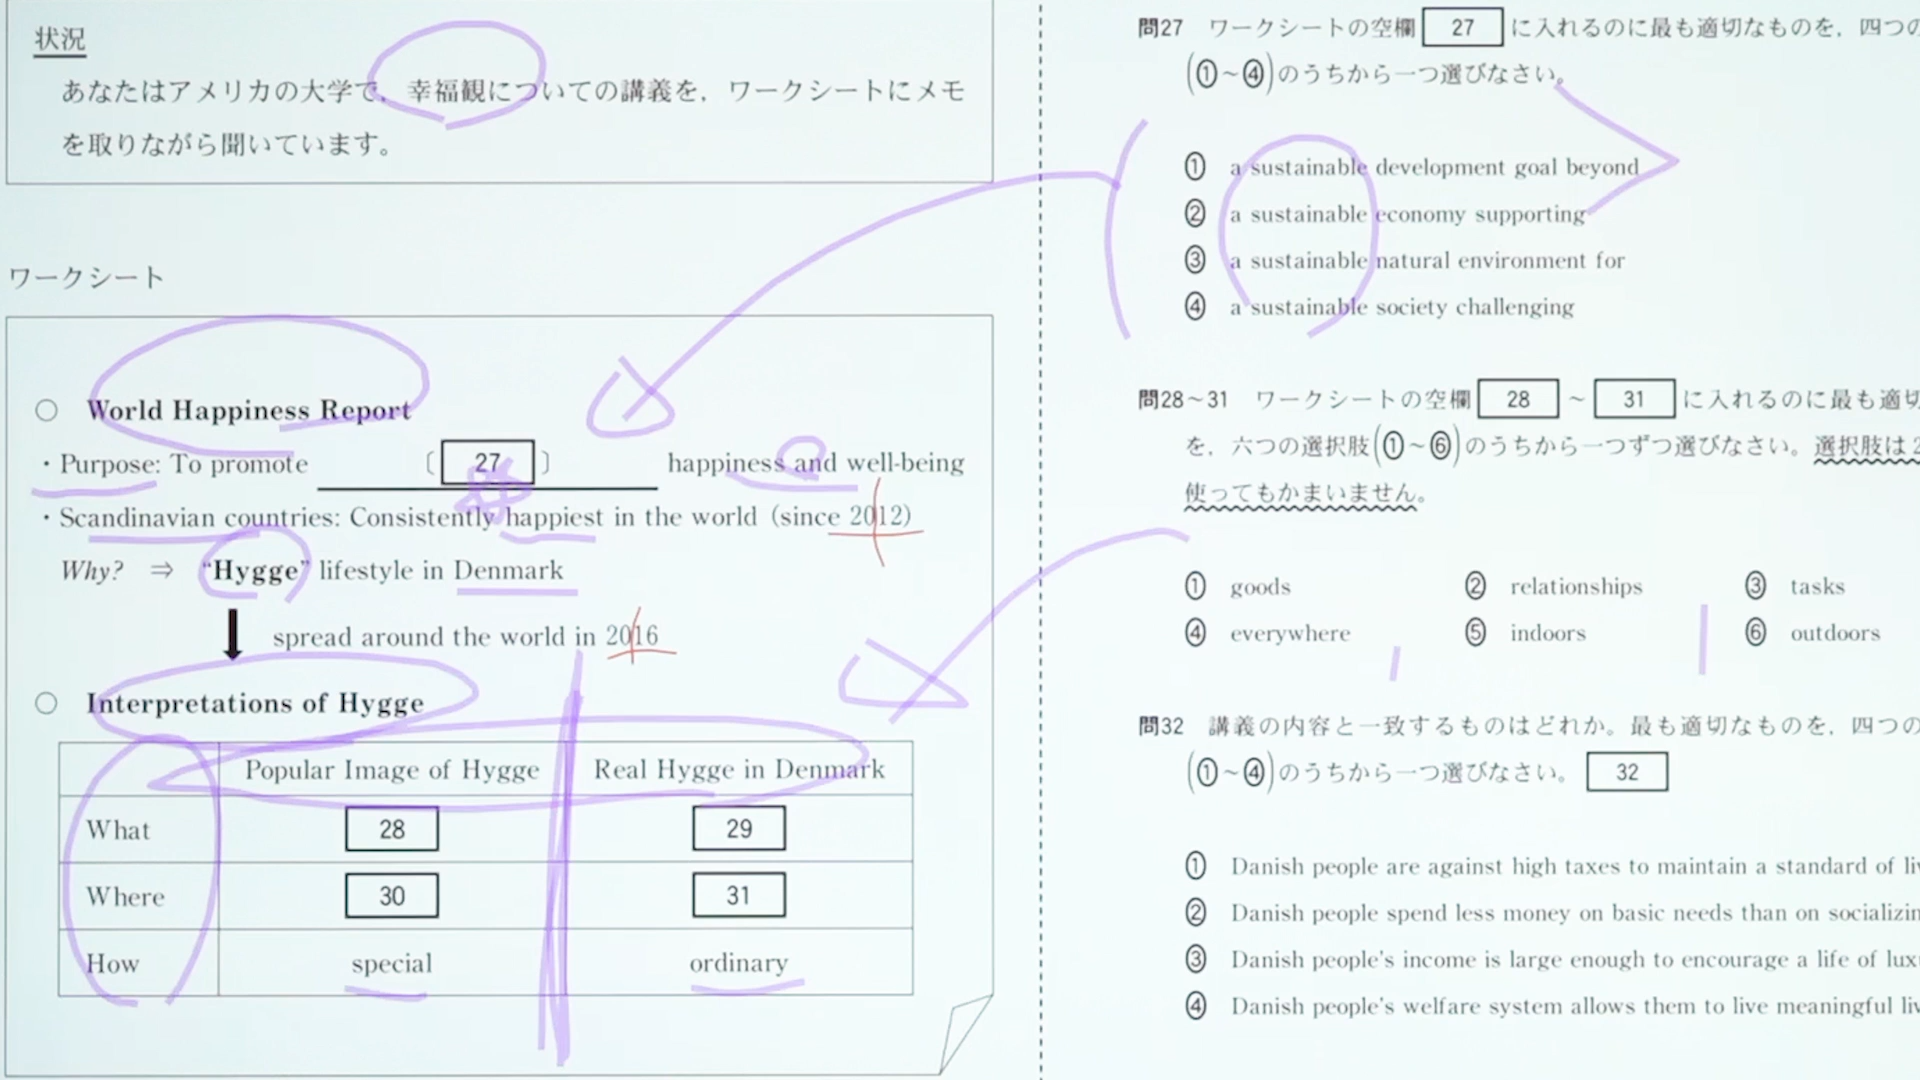 状況
あなたはアメリカの大学で，幸福観についての講義を，ワークシートにメモ
を取りながら聞いています。
ワークシート
○ World Happiness Report
・Purpose: To promote 〔 27 〕 happiness and well-being
・Scandinavian countries: Consistently happiest in the world (since 2012)
Why? ⇒ “Hygge” lifestyle in Denmark
spread around the world in 2016
○ Interpretations of Hygge
Popular Image of Hygge Real Hygge in Denmark
What 28 29
Where 30 31
How special ordinary
問27 ワークシートの空欄 27 に入れるのに最も適切なものを，四つの
(①～④)のうちから一つ選びなさい。
① a sustainable development goal beyond
② a sustainable economy supporting
③ a sustainable natural environment for
④ a sustainable society challenging
問28～31 ワークシートの空欄 28 ～ 31 に入れるのに最も適切
を，六つの選択肢(①～⑥)のうちから一つずつ選びなさい。選択肢は2
使ってもかまいません。
① goods ② relationships ③ tasks
④ everywhere ⑤ indoors ⑥ outdoors
問32 講義の内容と一致するものはどれか。最も適切なものを，四つの
(①～④)のうちから一つ選びなさい。 32
① Danish people are against high taxes to maintain a standard of
② Danish people spend less money on basic needs than on
③ Danish people's income is large enough to encourage a life of
④ Danish people's welfare system allows them to live meaningful